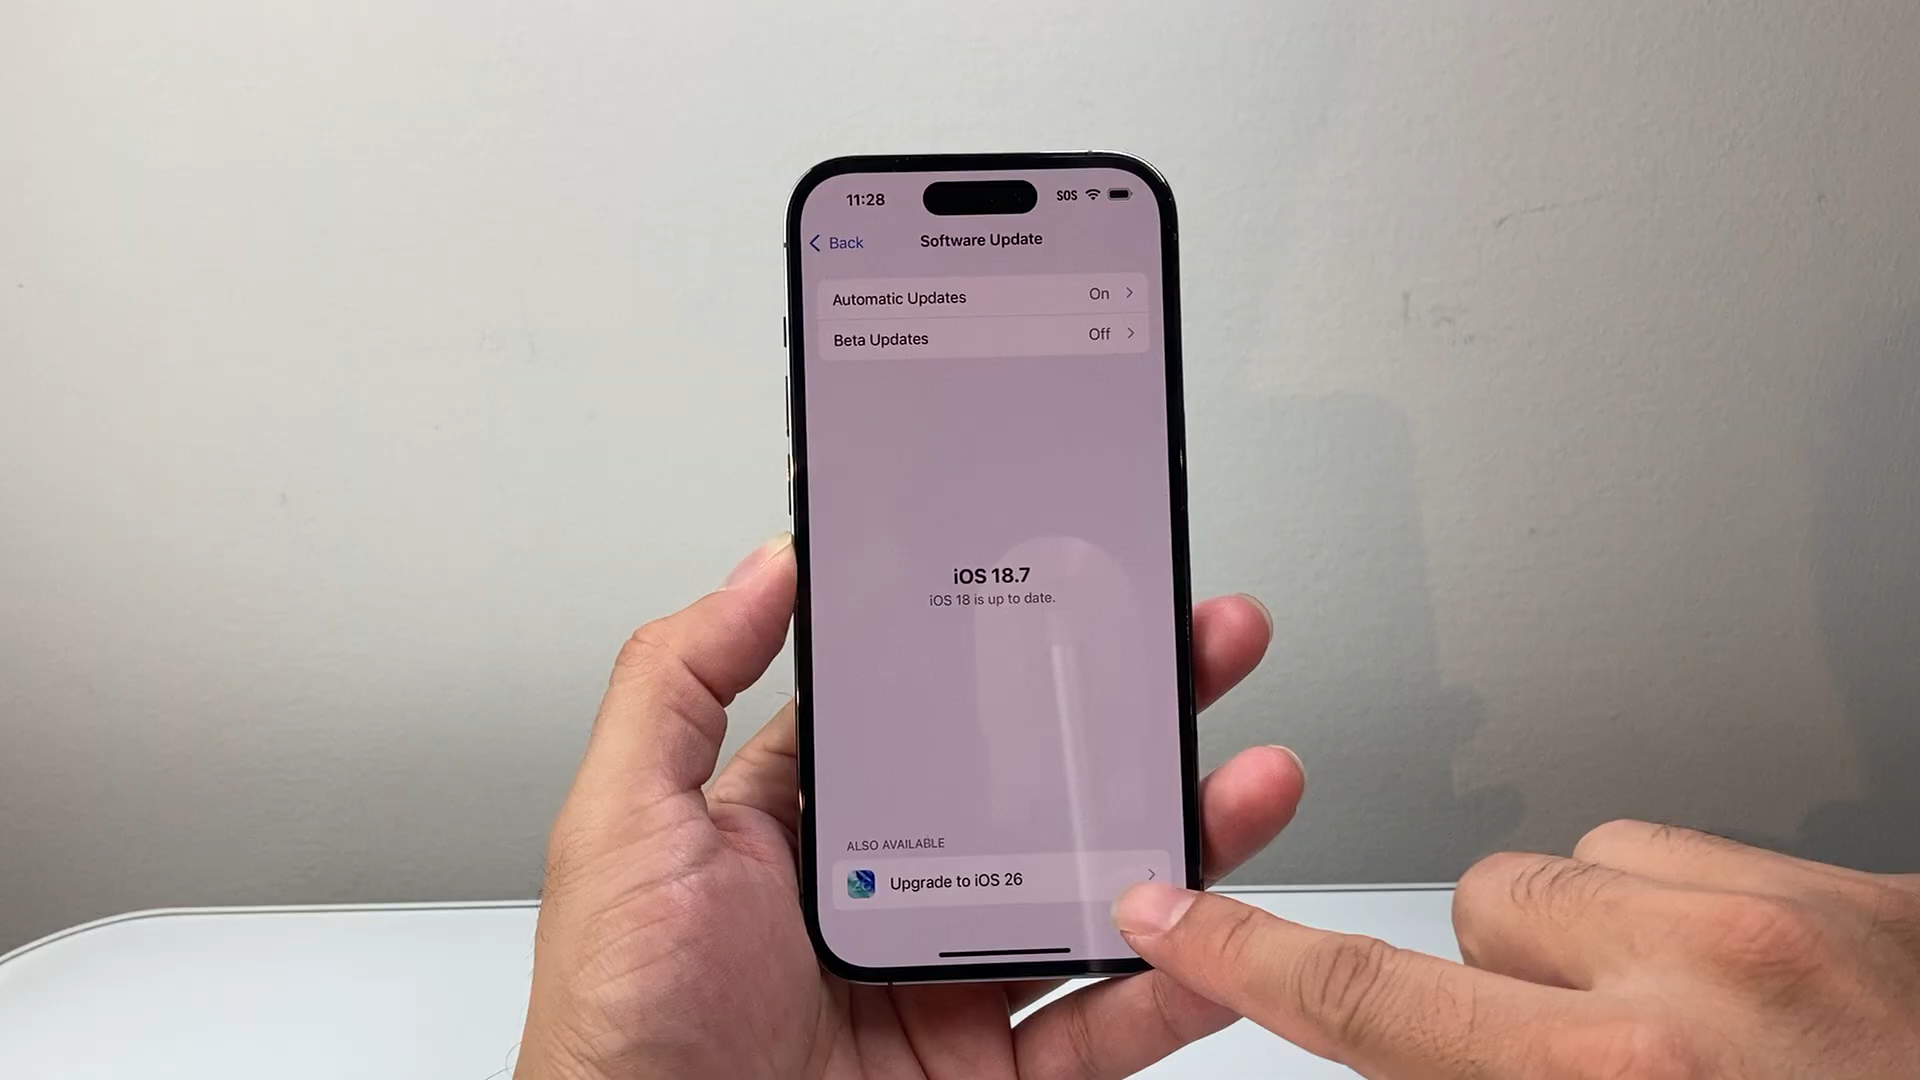 11:28 SOS
Back Software Update
Automatic Updates On
Beta Updates Off
iOS 18.7
iOS 18 is up to date.
ALSO AVAILABLE
26 Upgrade to iOS 26